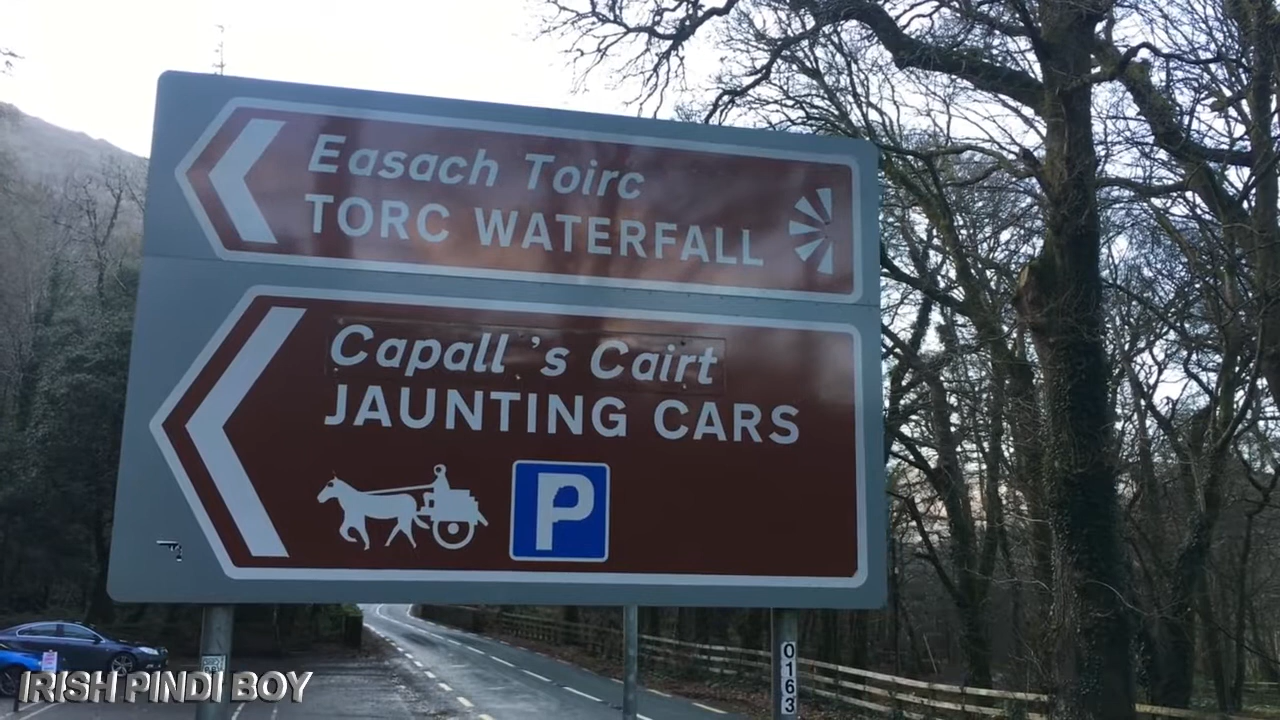 Easach Toirc
TORC WATERFALL
Capall 's Cairt
JAUNTING CARS
P
0163
IRISH PINDI BOY